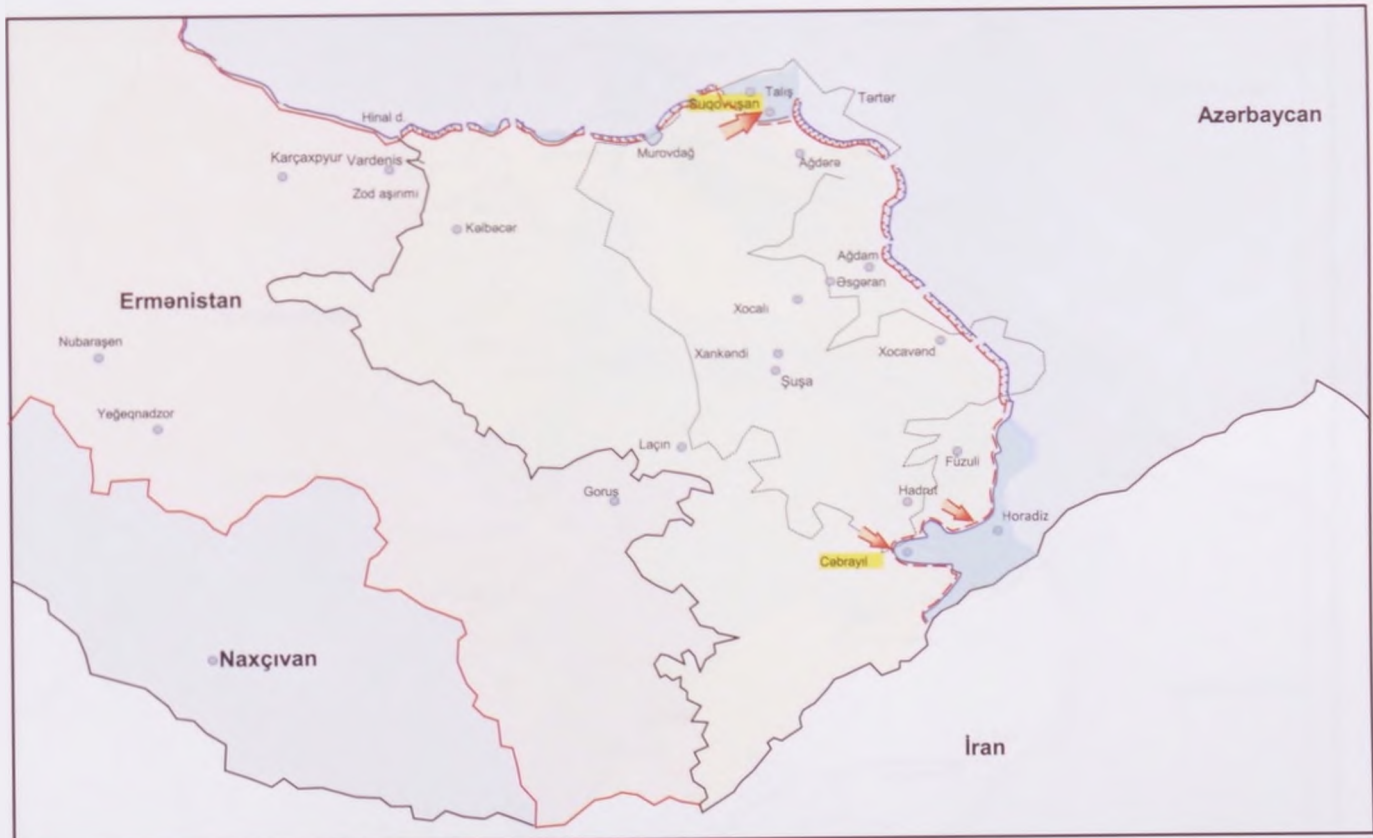 Talış
Suqovuşan
Tərtər
Azərbaycan
Hinal d.
Karçaxpyur
Vardenis
Murovdağ
Ağdərə
Zod aşırımı
Kəlbəcər
Ağdam
Əsgəran
Ermənistan
Xocalı
Nubaraşen
Xankəndi
Xocavənd
Şuşa
Yeğeqnadzor
Laçın
Füzuli
Goruş
Hadrut
Horadiz
Cəbrayıl
Naxçıvan
İran